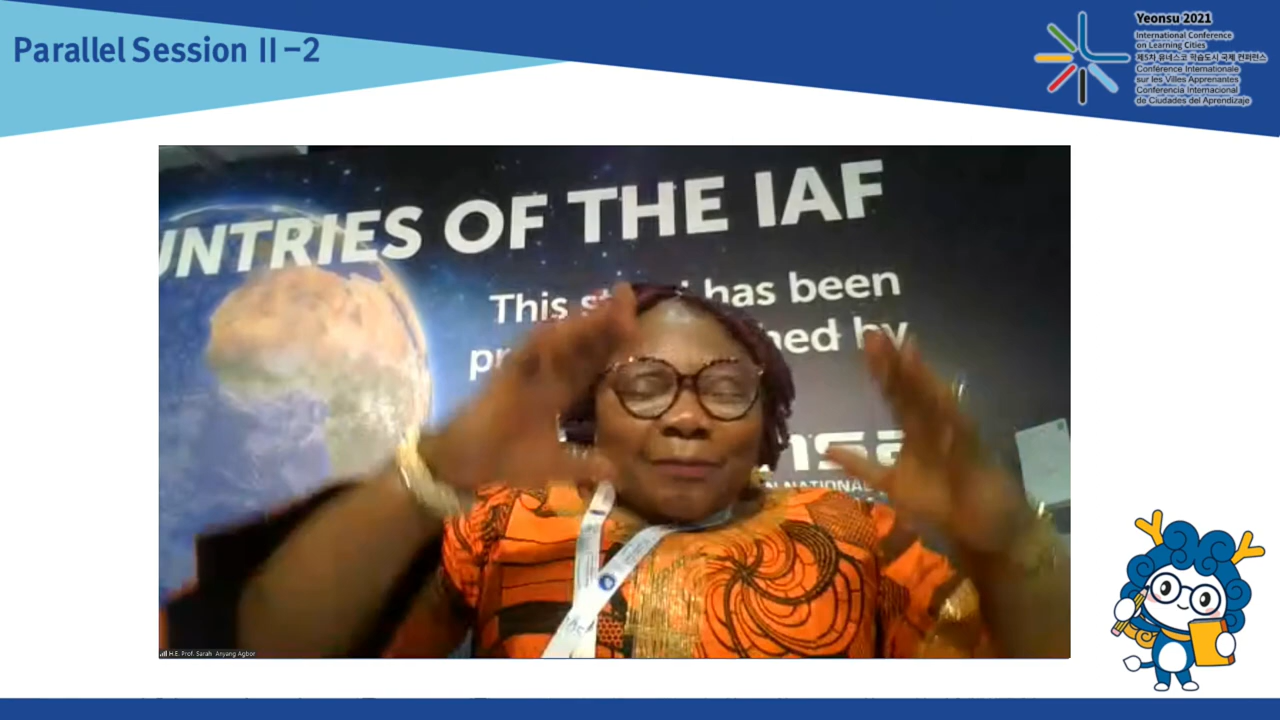 Parallel Session II-2
Yeonsu 2021
International Conference
on Learning Cities
제5차 유네스코 학습도시 국제 컨퍼런스
Conférence Internationale
sur les Villes Apprenantes
Conferencia Internacional
de Ciudades del Aprendizaje
UNTRIES OF THE IAF
This has been
by
NATIONAL
H.E. Prof. Sarah Anyang Agbor